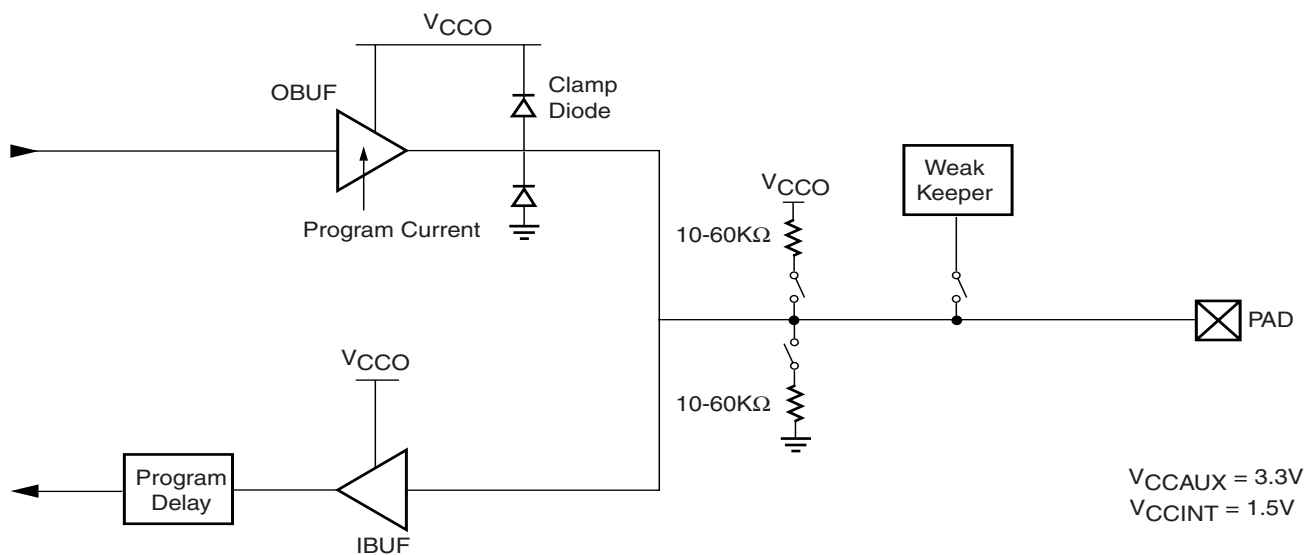 VCCO
OBUF
Clamp
Diode
Program Current
VCCO
10-60KΩ
Weak
Keeper
PAD
10-60KΩ
VCCO
Program
Delay
IBUF
VCCAUX = 3.3V
VCCINT = 1.5V